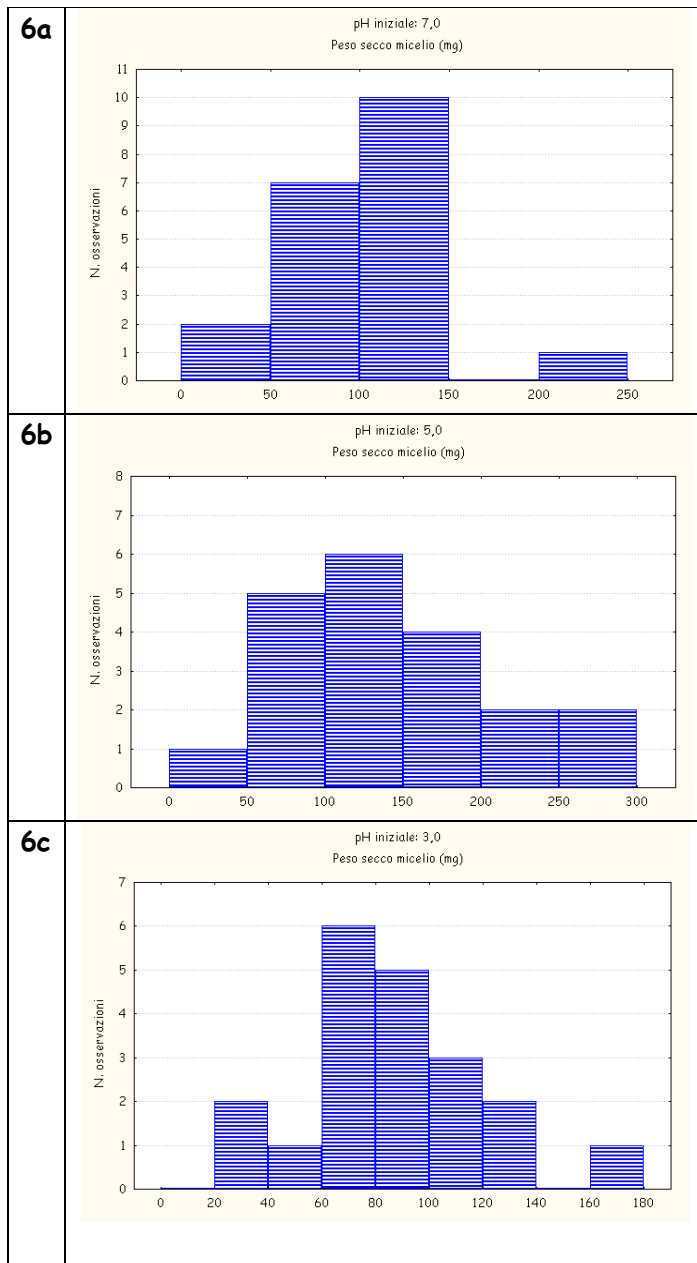 6a
pH iniziale: 7,0
Peso secco micelio (mg)
11
10
9
8
7
6
5
4
3
2
1
0
N. osservazioni
0 50 100 150 200 250
6b
pH iniziale: 5,0
Peso secco micelio (mg)
8
7
6
5
4
3
2
1
0
N. osservazioni
0 50 100 150 200 250 300
6c
pH iniziale: 3,0
Peso secco micelio (mg)
7
6
5
4
3
2
1
0
N. osservazioni
0 20 40 60 80 100 120 140 160 180